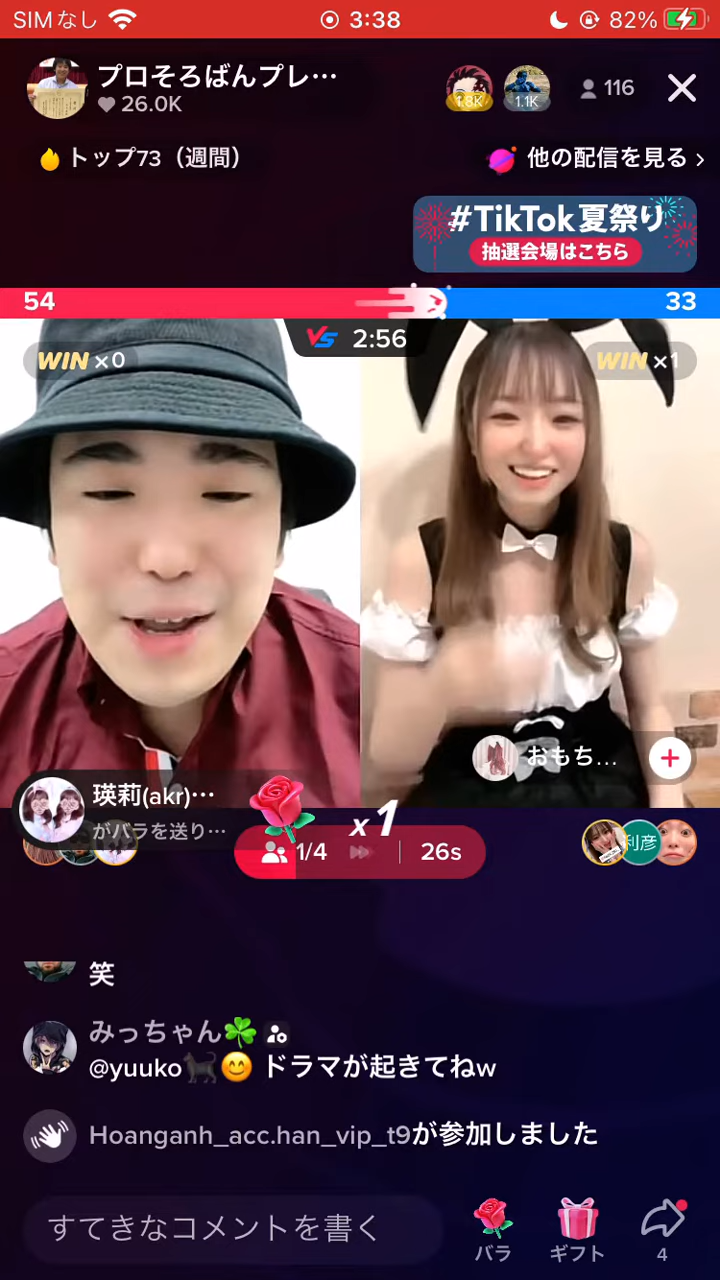 SIMなし 3:38 82%
プロそろばんプレ…
26.0K 1.8K 1.1K 116
トップ73（週間） 他の配信を見る
#TikTok夏祭り
抽選会場はこちら
54 33
WIN x0 VS 2:56 WIN x1
おもち…
瑛莉(akr)…
がバラを送り… x1
1/4 26s 利彦
笑
みっちゃん☘️
@yuuko🐈‍⬛😊 ドラマが起きてねw
Hoanganh_acc.han_vip_t9が参加しました
すてきなコメントを書く バラ ギフト 4